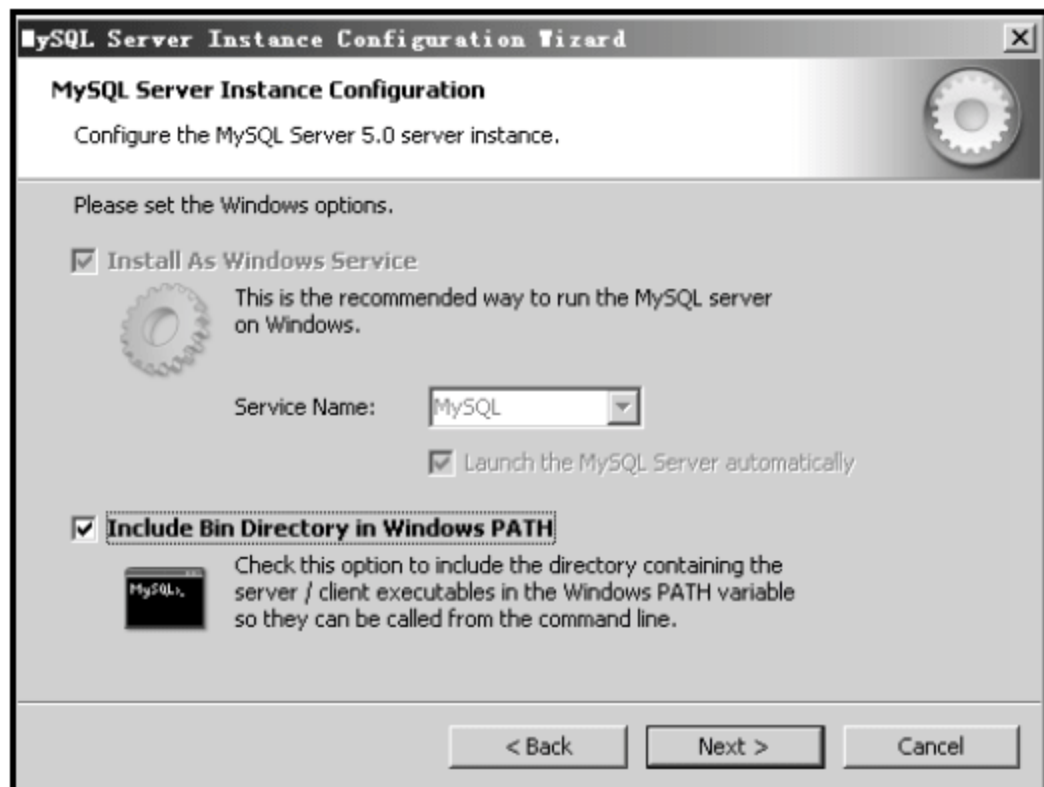 MySQL Server Instance Configuration Wizard
MySQL Server Instance Configuration
Configure the MySQL Server 5.0 server instance.
Please set the Windows options.
Install As Windows Service
This is the recommended way to run the MySQL server
on Windows.
Service Name:
MySQL
Launch the MySQL Server automatically
Include Bin Directory in Windows PATH
MySQL>_
Check this option to include the directory containing the
server / client executables in the Windows PATH variable
so they can be called from the command line.
< Back
Next >
Cancel